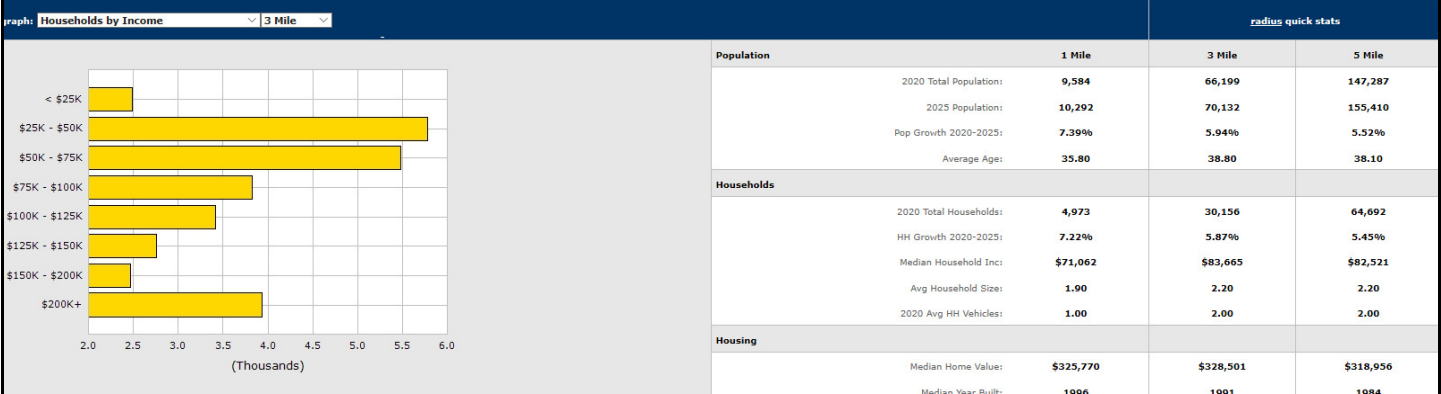 graph: Households by Income 3 Mile
radius quick stats
< $25K
$25K - $50K
$50K - $75K
$75K - $100K
$100K - $125K
$125K - $150K
$150K - $200K
$200K+
2.0 2.5 3.0 3.5 4.0 4.5 5.0 5.5 6.0
(Thousands)
Population 1 Mile 3 Mile 5 Mile
2020 Total Population: 9,584 66,199 147,287
2025 Population: 10,292 70,132 155,410
Pop Growth 2020-2025: 7.39% 5.94% 5.52%
Average Age: 35.80 38.80 38.10
Households
2020 Total Households: 4,973 30,156 64,692
HH Growth 2020-2025: 7.22% 5.87% 5.45%
Median Household Inc: $71,062 $83,665 $82,521
Avg Household Size: 1.90 2.20 2.20
2020 Avg HH Vehicles: 1.00 2.00 2.00
Housing
Median Home Value: $325,770 $328,501 $318,956
Median Year Built: 1996 1991 1984